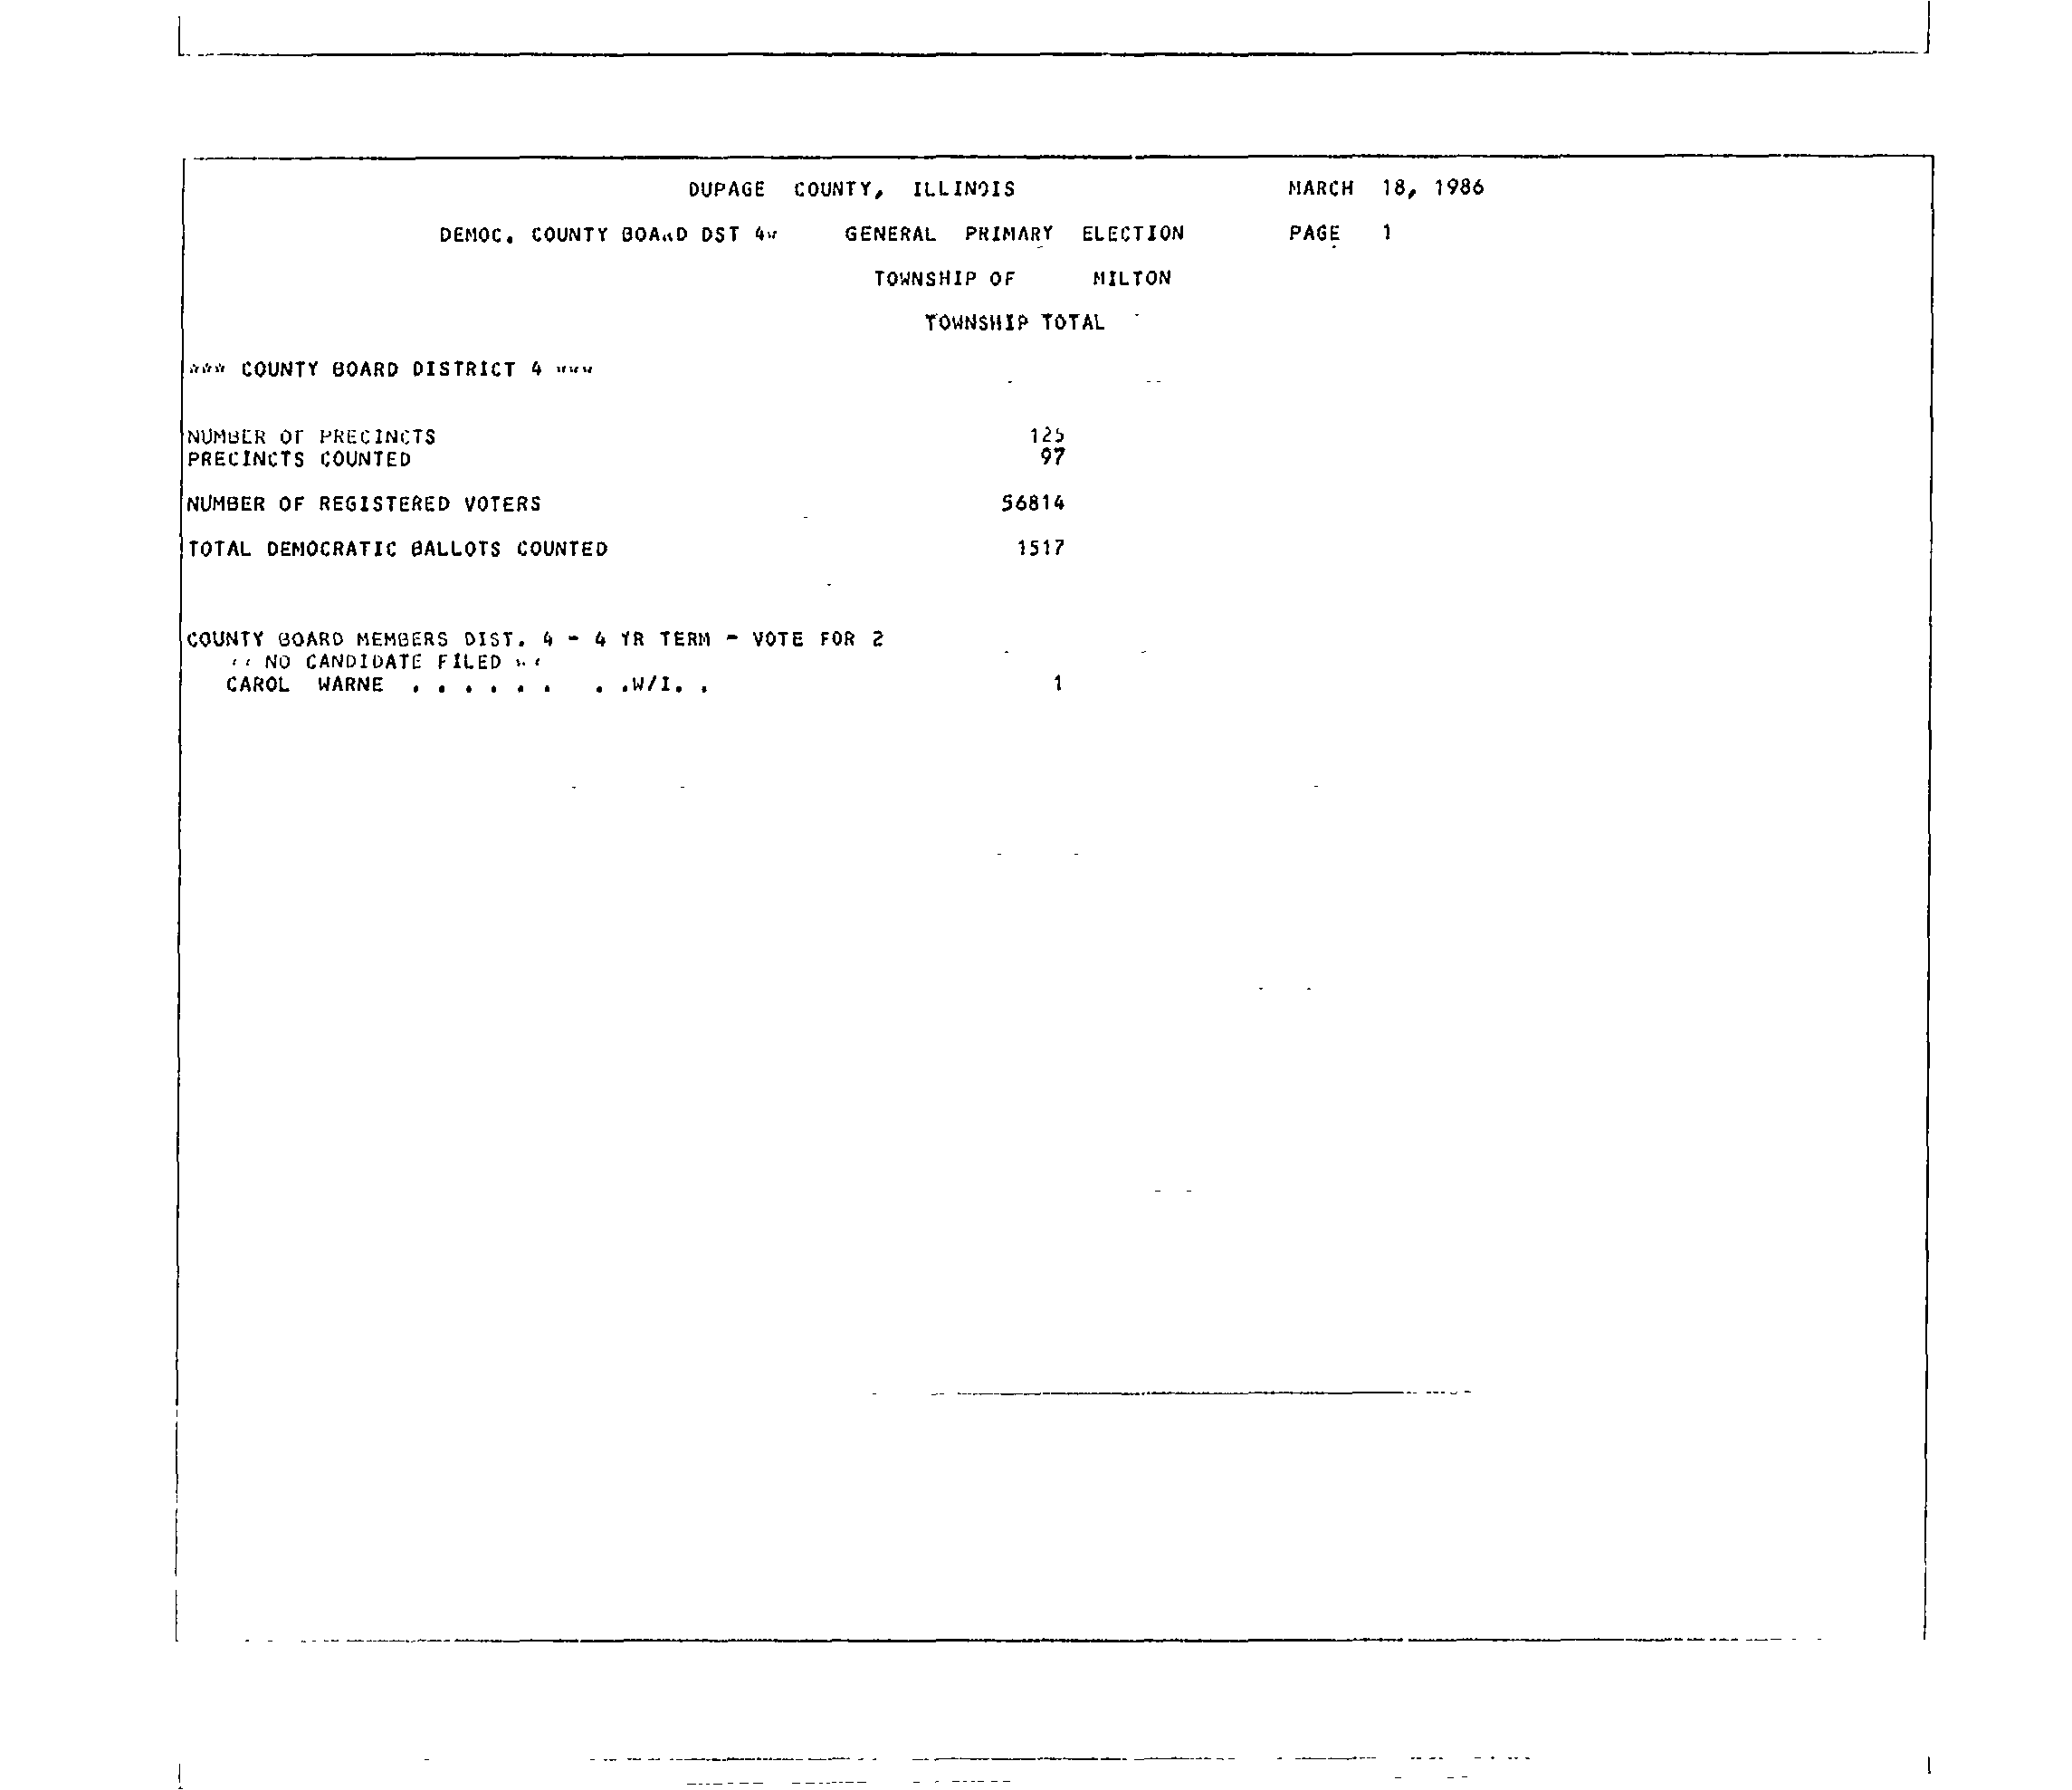 DUPAGE COUNTY, ILLINOIS MARCH 18, 1986
DEMOC. COUNTY BOARD DST 4* GENERAL PRIMARY ELECTION PAGE 1
TOWNSHIP OF MILTON
TOWNSHIP TOTAL
*** COUNTY BOARD DISTRICT 4 ***
NUMBER OF PRECINCTS 125
PRECINCTS COUNTED 97
NUMBER OF REGISTERED VOTERS 56814
TOTAL DEMOCRATIC BALLOTS COUNTED 1517
COUNTY BOARD MEMBERS DIST. 4 - 4 YR TERM - VOTE FOR 2
** NO CANDIDATE FILED **
CAROL WARNE . . . . . . . .W/I. . 1